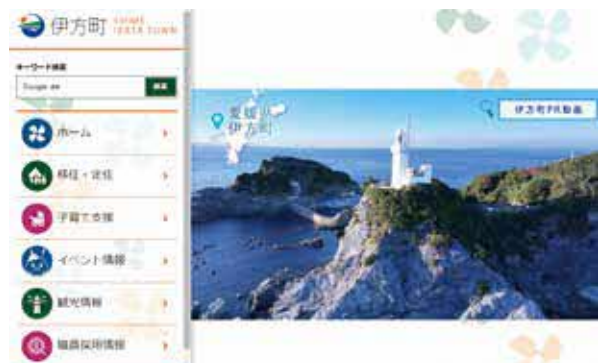 伊方町 EHIME IKATA TOWN
キーワード検索
Google 検索
ホーム
移住・定住
子育て支援
イベント情報
観光情報
職員採用情報
愛媛県
伊方町
伊方町PR動画